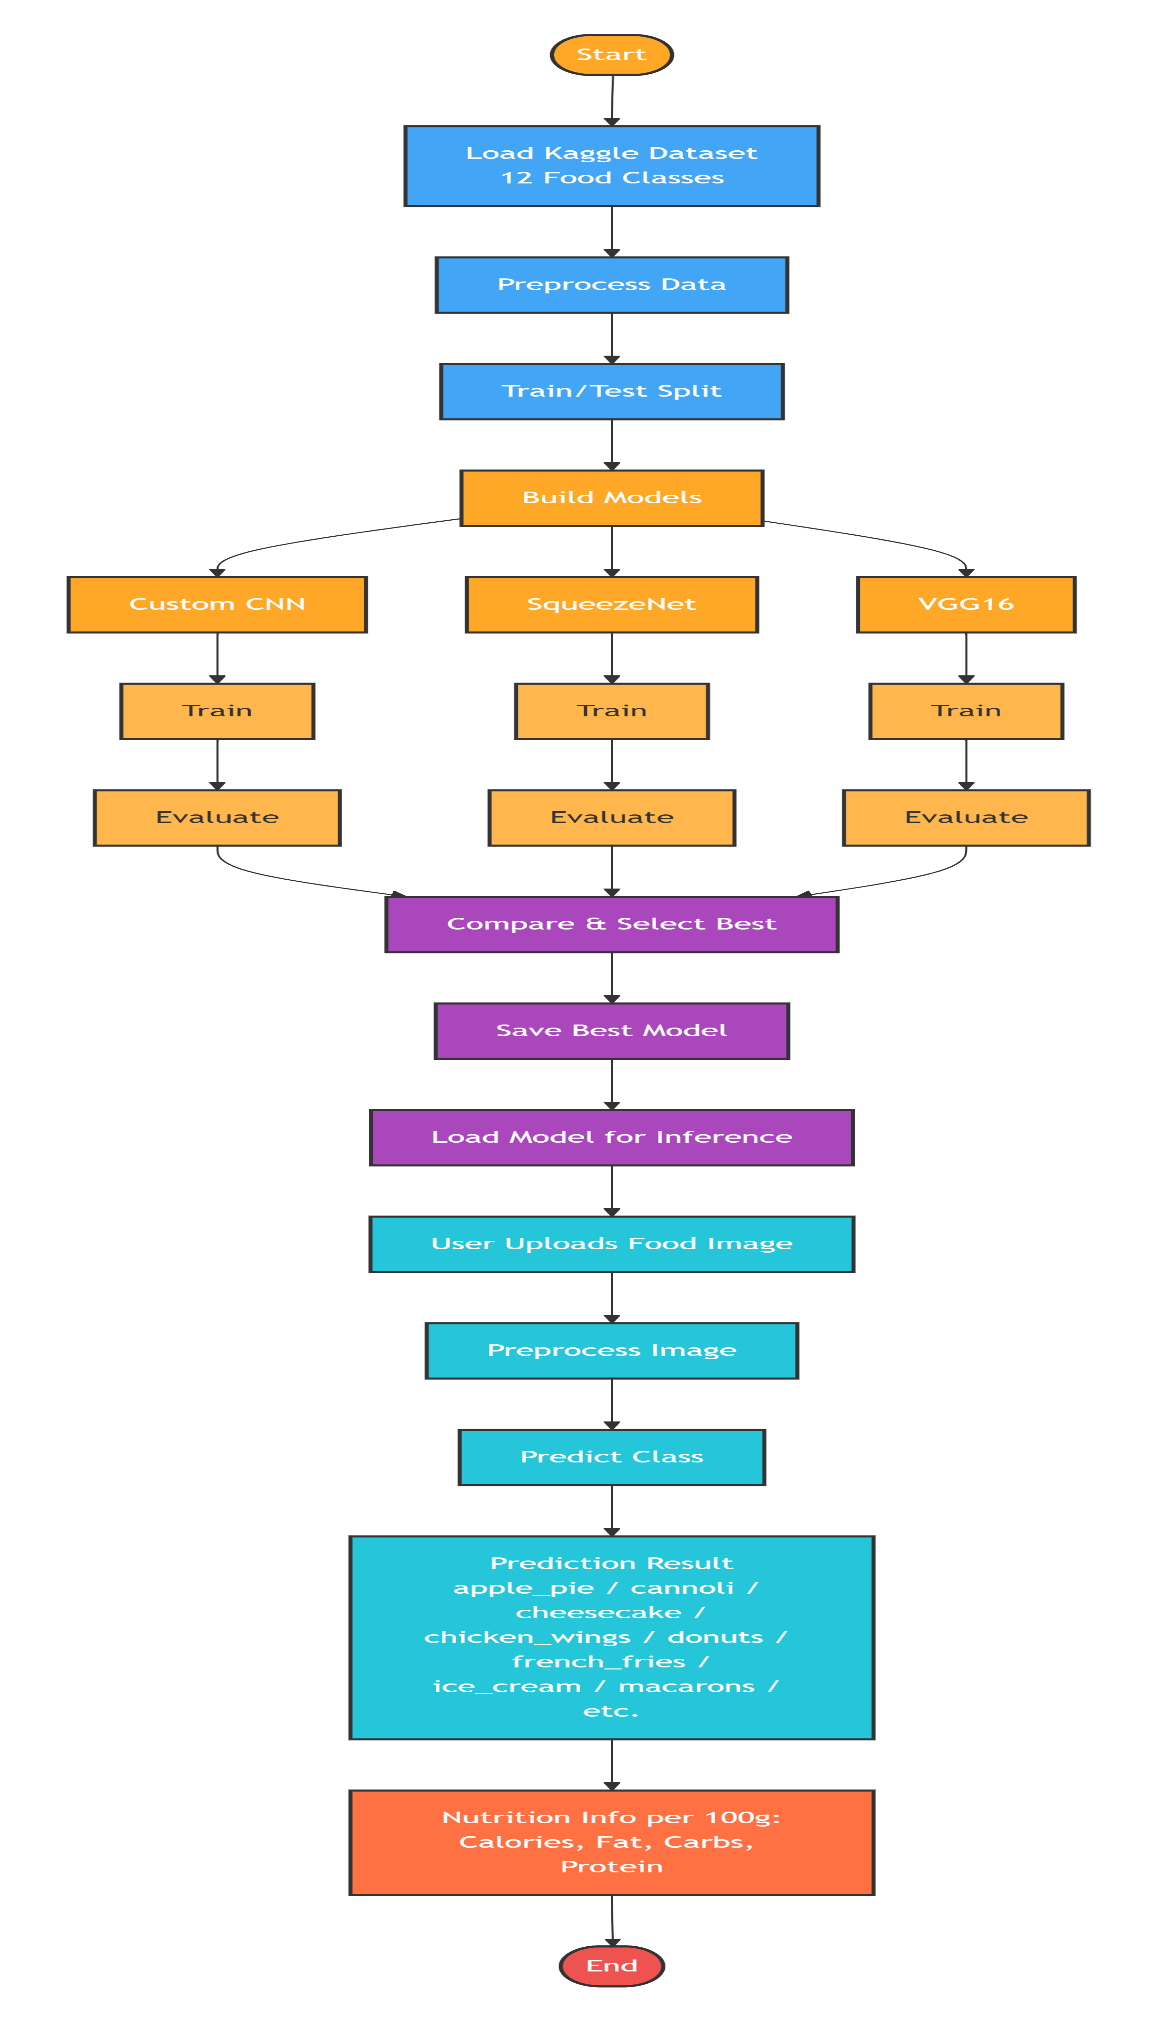 Start
Load Kaggle Dataset
12 Food Classes
Preprocess Data
Train/Test Split
Build Models
Custom CNN
SqueezeNet
VGG16
Train
Train
Train
Evaluate
Evaluate
Evaluate
Compare & Select Best
Save Best Model
Load Model for Inference
User Uploads Food Image
Preprocess Image
Predict Class
Prediction Result
apple_pie / cannoli /
cheesecake /
chicken_wings / donuts /
french_fries /
ice_cream / macarons /
etc.
Nutrition Info per 100g:
Calories, Fat, Carbs,
Protein
End